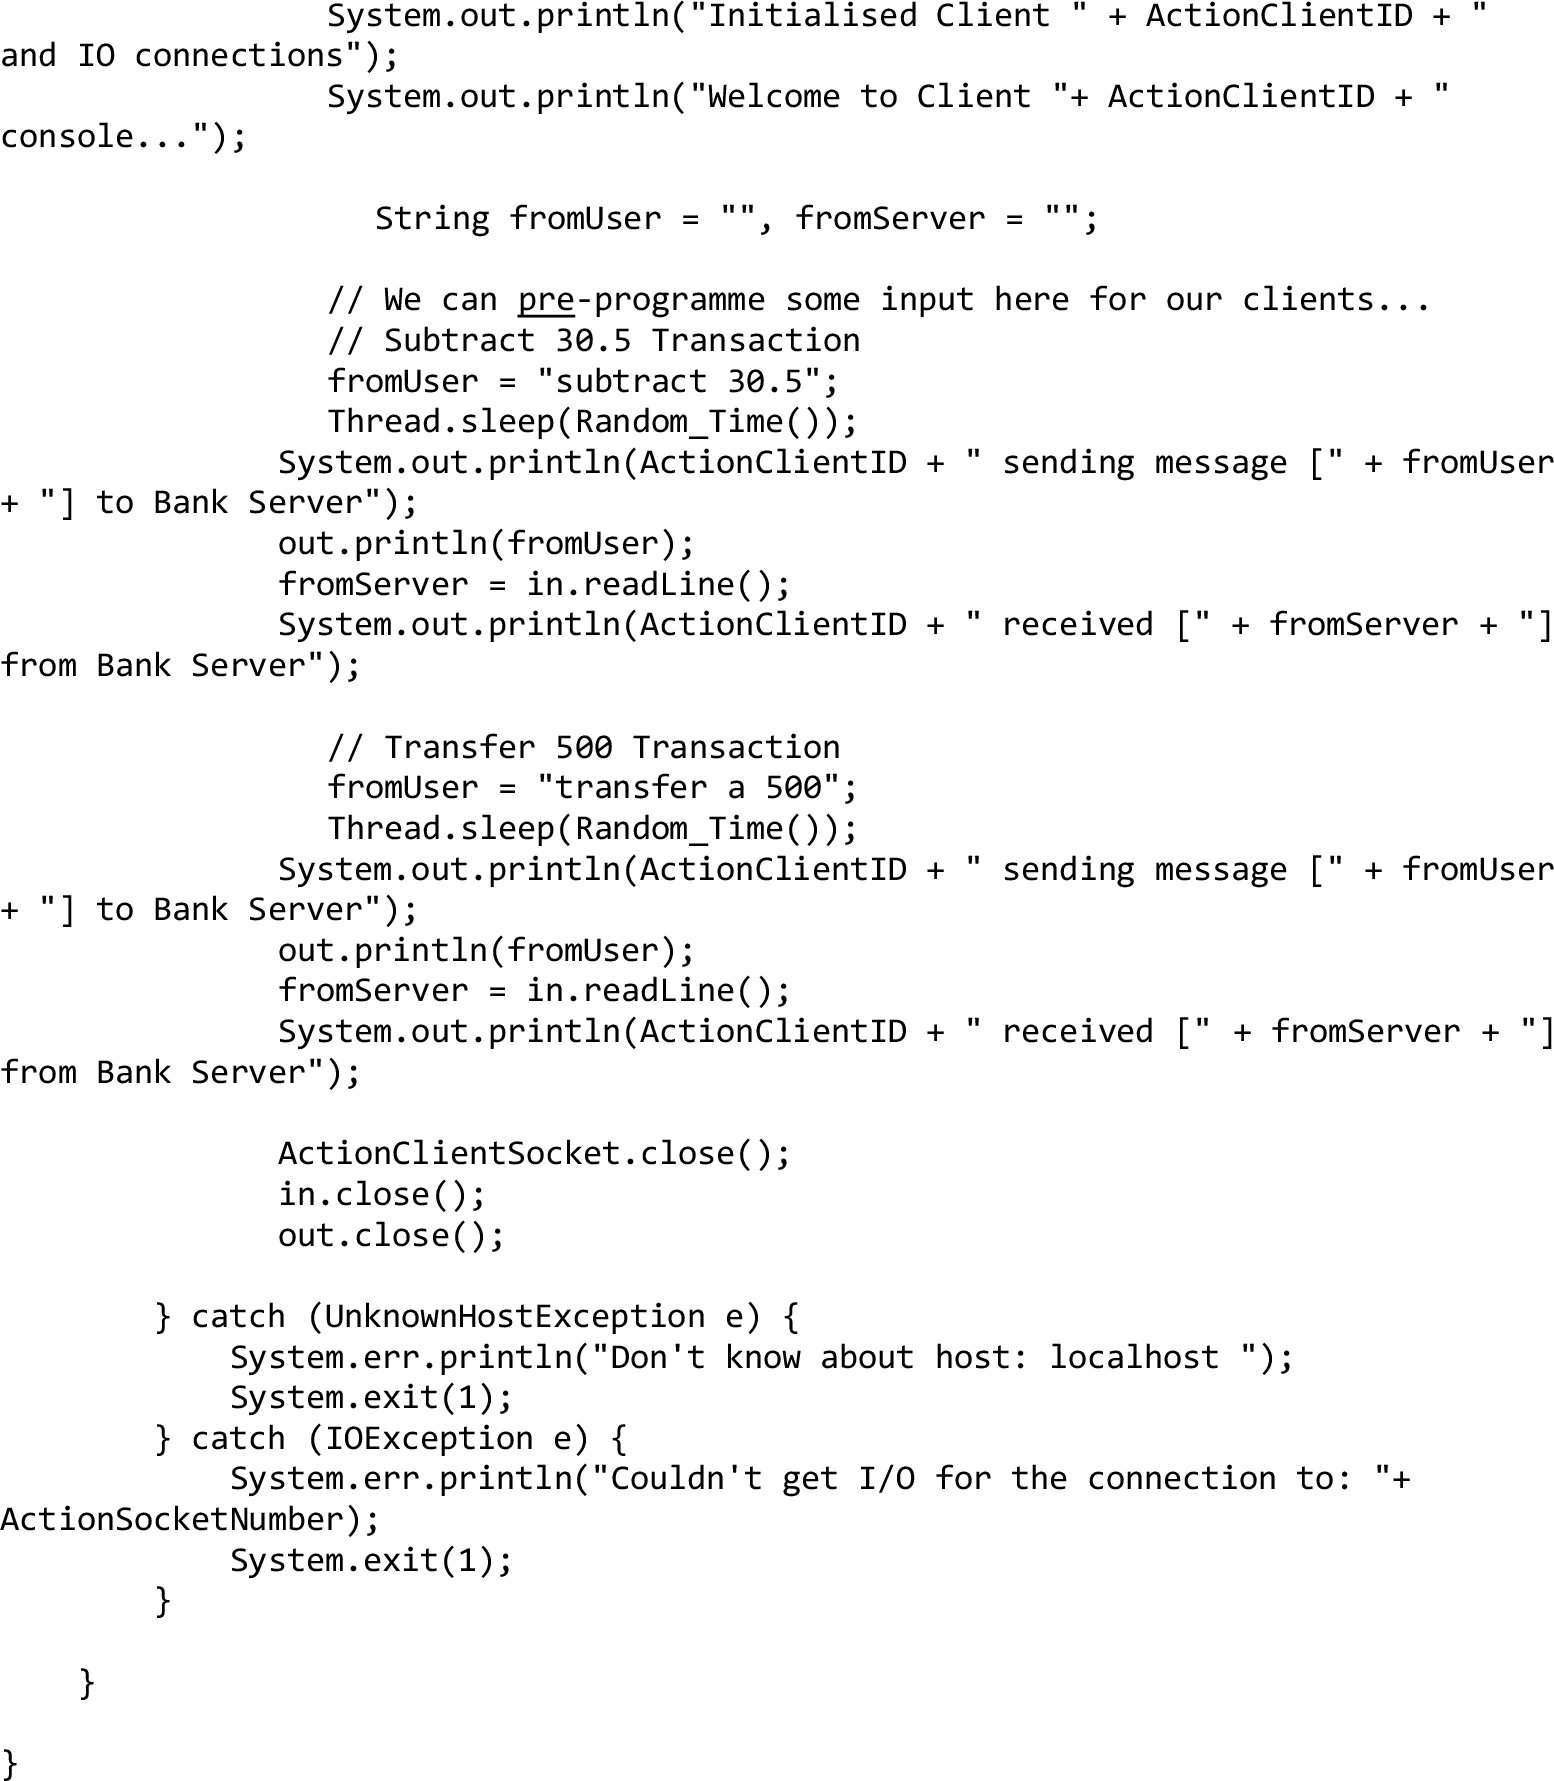 System.out.println("Initialised Client " + ActionClientID + "
and IO connections");
System.out.println("Welcome to Client "+ ActionClientID + "
console...");
String fromUser = "", fromServer = "";
// We can pre-programme some input here for our clients...
// Subtract 30.5 Transaction
fromUser = "subtract 30.5";
Thread.sleep(Random_Time());
System.out.println(ActionClientID + " sending message [" + fromUser
+ "] to Bank Server");
out.println(fromUser);
fromServer = in.readLine();
System.out.println(ActionClientID + " received [" + fromServer + "]
from Bank Server");
// Transfer 500 Transaction
fromUser = "transfer a 500";
Thread.sleep(Random_Time());
System.out.println(ActionClientID + " sending message [" + fromUser
+ "] to Bank Server");
out.println(fromUser);
fromServer = in.readLine();
System.out.println(ActionClientID + " received [" + fromServer + "]
from Bank Server");
ActionClientSocket.close();
in.close();
out.close();
} catch (UnknownHostException e) {
System.err.println("Don't know about host: localhost ");
System.exit(1);
} catch (IOException e) {
System.err.println("Couldn't get I/O for the connection to: "+
ActionSocketNumber);
System.exit(1);
}
}
}